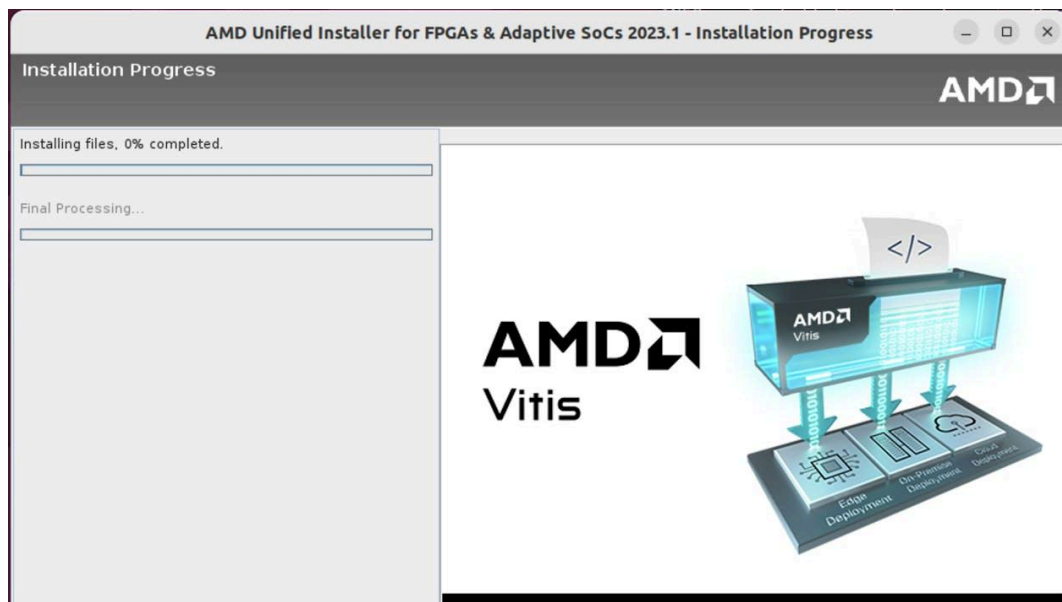 AMD Unified Installer for FPGAs & Adaptive SoCs 2023.1 - Installation Progress
Installation Progress
AMD
Installing files, 0% completed.
Final Processing...
</>
AMD
Vitis
AMD
Vitis
Edge
Deployment
On-Premise
Deployment
Cloud
Deployment